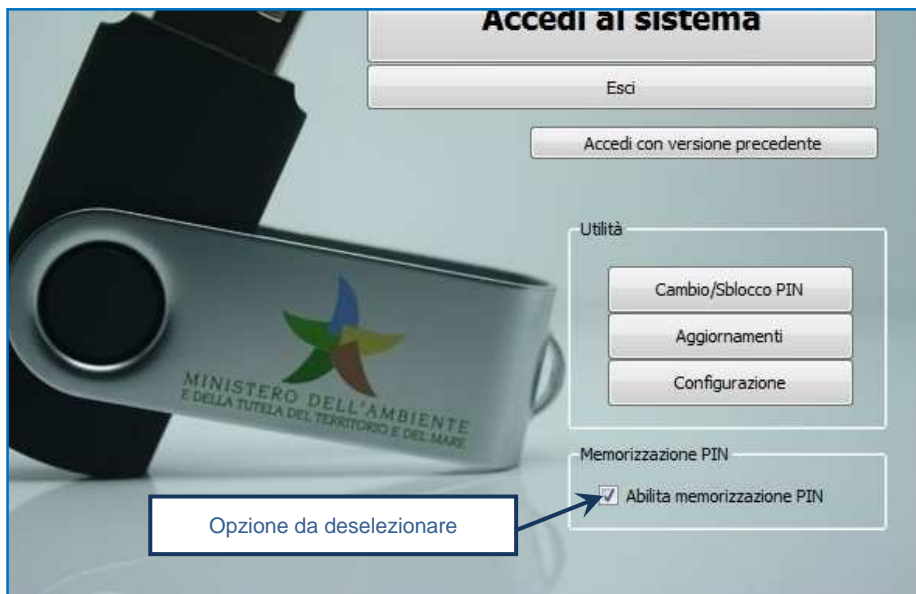 Accedi al sistema
Esci
Accedi con versione precedente
Utilità
Cambio/Sblocco PIN
Aggiornamenti
Configurazione
MINISTERO DELL'AMBIENTE
E DELLA TUTELA DEL TERRITORIO E DEL MARE
Memorizzazione PIN
Abilita memorizzazione PIN
Opzione da deselezionare